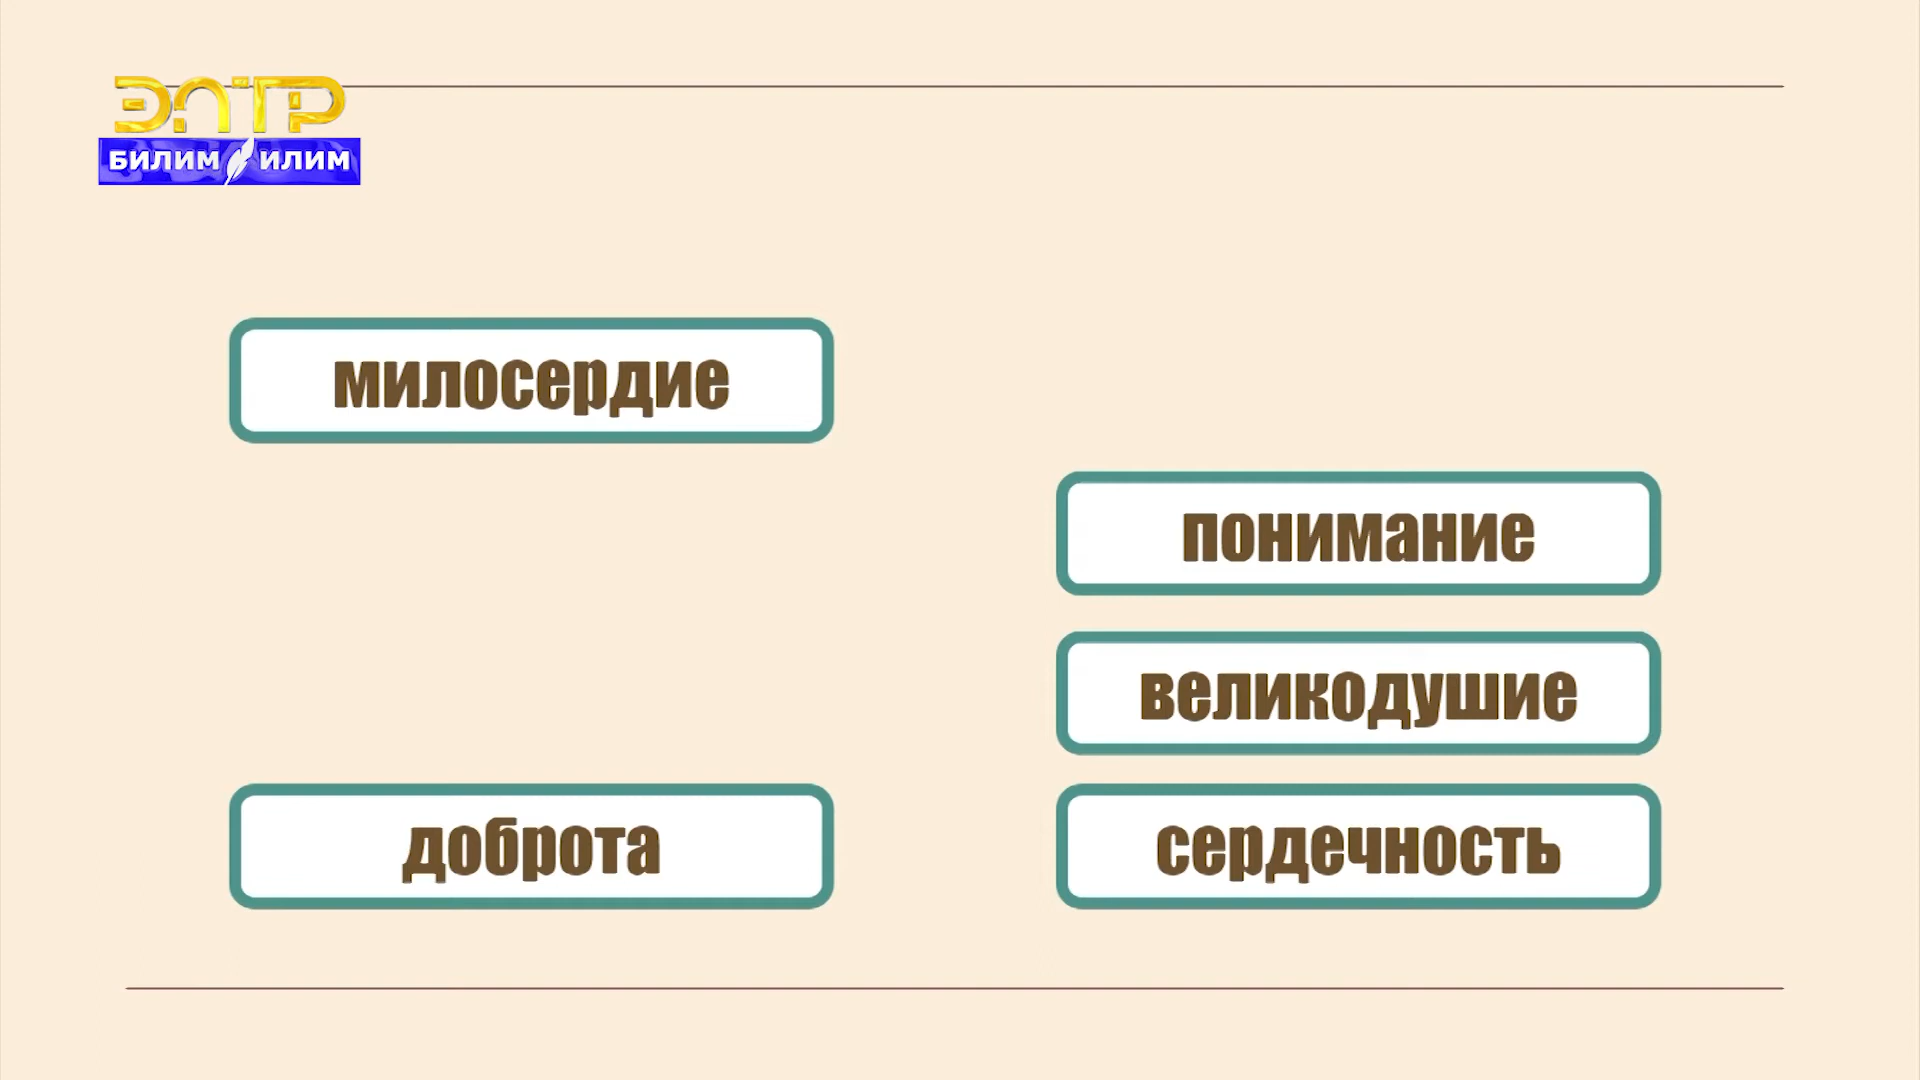 ЭЛТР
БИЛИМ ИЛИМ
милосердие
понимание
великодушие
доброта
сердечность